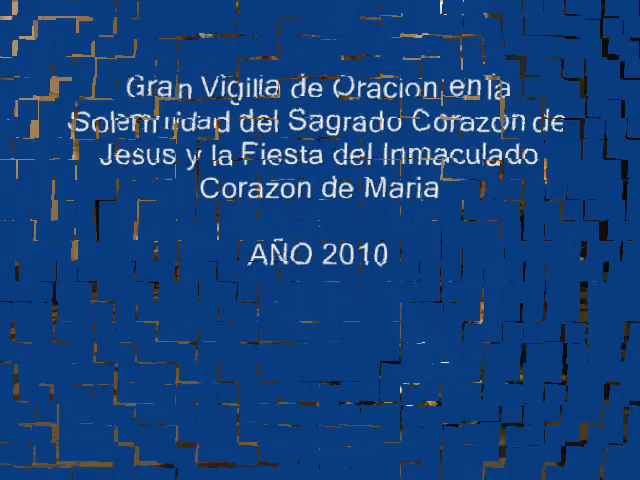 Gran Vigilia de Oracion en la
Solemnidad del Sagrado Corazon de
Jesus y la Fiesta del Inmaculado
Corazon de Maria
AÑO 2010